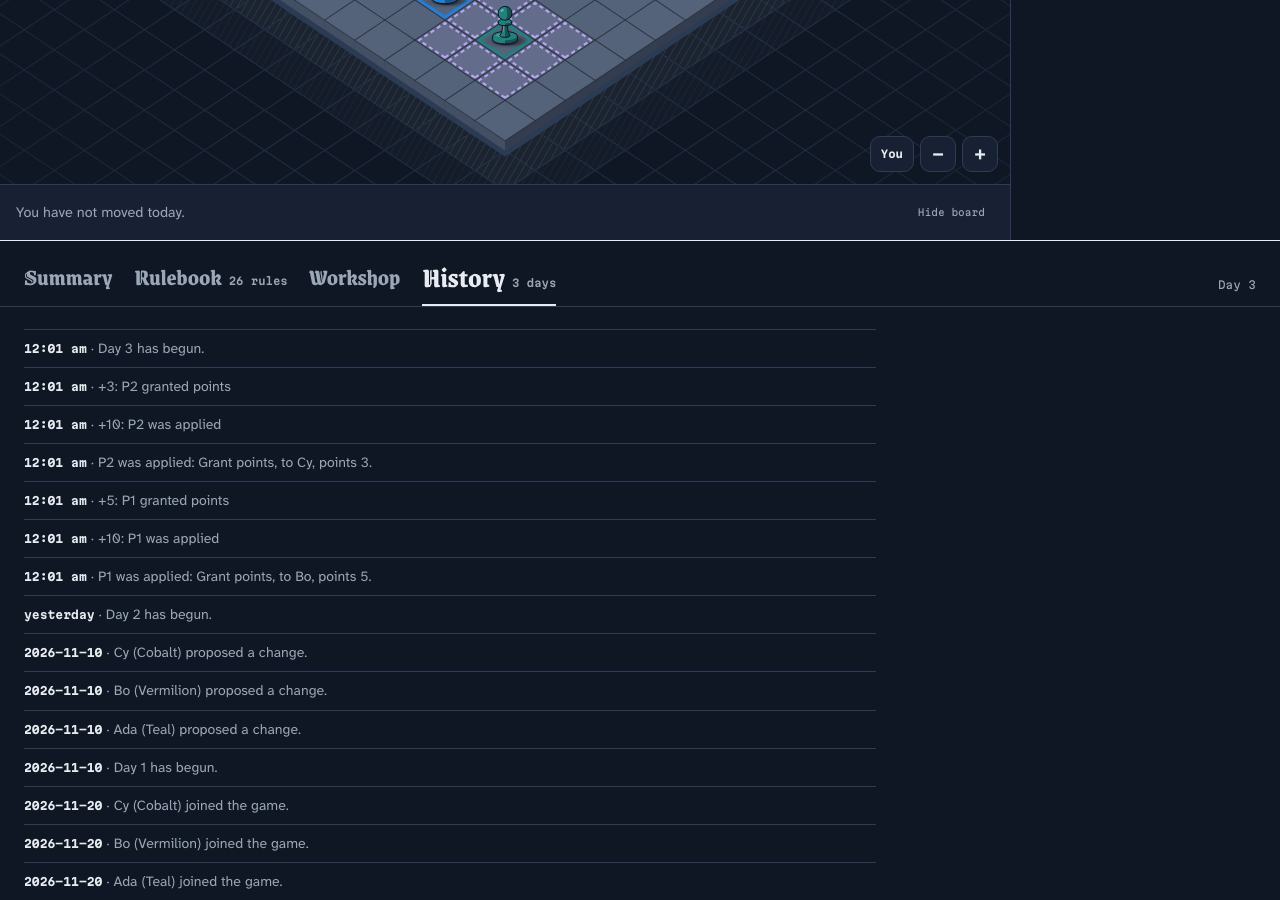 You
−
+
You have not moved today.
Hide board
Summary
Rulebook 26 rules
Workshop
History 3 days
Day 3
12:01 am · Day 3 has begun.
12:01 am · +3: P2 granted points
12:01 am · +10: P2 was applied
12:01 am · P2 was applied: Grant points, to Cy, points 3.
12:01 am · +5: P1 granted points
12:01 am · +10: P1 was applied
12:01 am · P1 was applied: Grant points, to Bo, points 5.
yesterday · Day 2 has begun.
2026-11-10 · Cy (Cobalt) proposed a change.
2026-11-10 · Bo (Vermilion) proposed a change.
2026-11-10 · Ada (Teal) proposed a change.
2026-11-10 · Day 1 has begun.
2026-11-20 · Cy (Cobalt) joined the game.
2026-11-20 · Bo (Vermilion) joined the game.
2026-11-20 · Ada (Teal) joined the game.